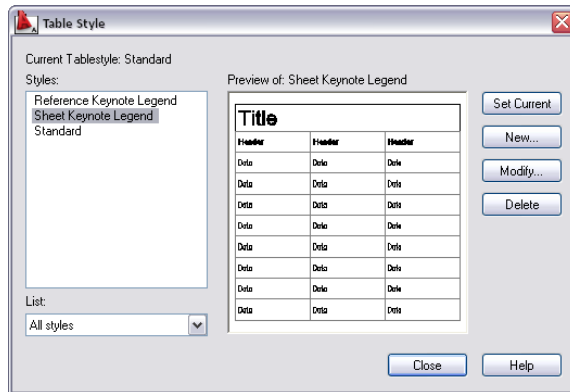 Table Style
Current Tablestyle: Standard
Styles:
Reference Keynote Legend
Sheet Keynote Legend
Standard
List:
All styles
Preview of: Sheet Keynote Legend
Title
Header Header Header
Data Data Data
Data Data Data
Data Data Data
Data Data Data
Data Data Data
Data Data Data
Data Data Data
Data Data Data
Set Current
New...
Modify...
Delete
Close
Help